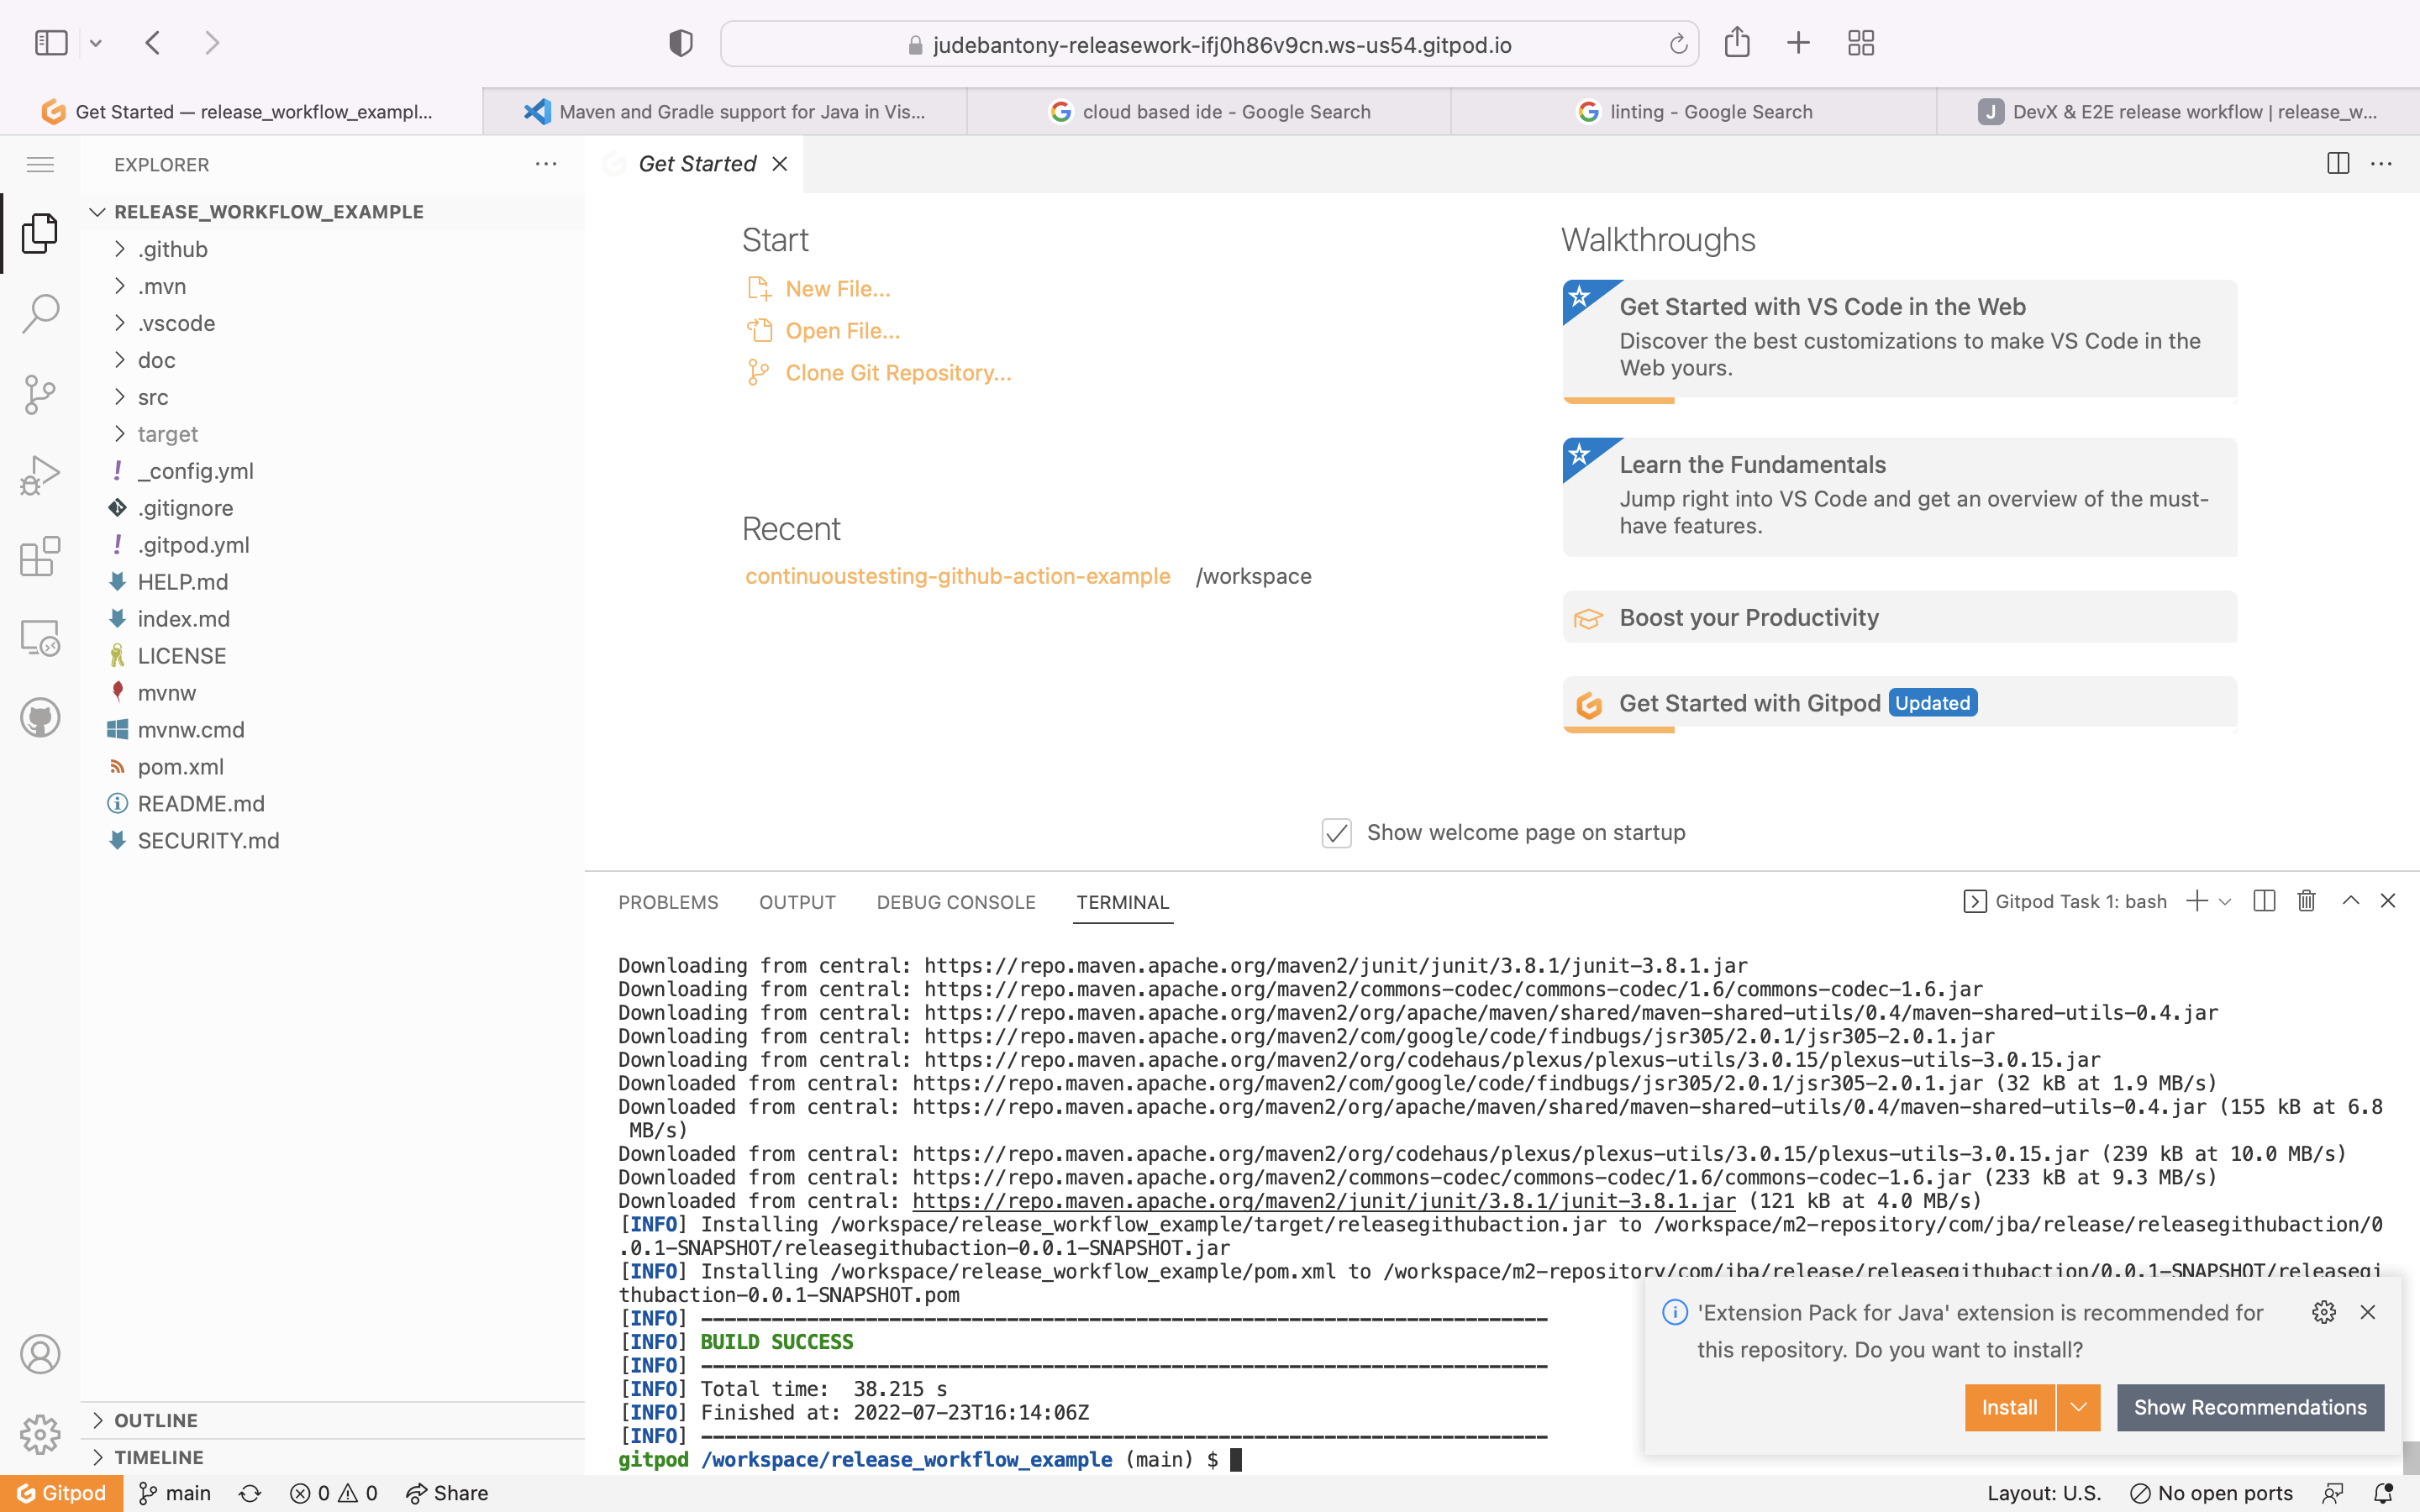 judebantony-releasework-ifj0h86v9cn.ws-us54.gitpod.io
Get Started — release_workflow_exampl...
Maven and Gradle support for Java in Vis...
cloud based ide - Google Search
linting - Google Search
J DevX & E2E release workflow | release_w...
EXPLORER
RELEASE_WORKFLOW_EXAMPLE
.github
.mvn
.vscode
doc
src
target
_config.yml
.gitignore
.gitpod.yml
HELP.md
index.md
LICENSE
mvnw
mvnw.cmd
pom.xml
README.md
SECURITY.md
OUTLINE
TIMELINE
Get Started
Start
New File...
Open File...
Clone Git Repository...
Recent
continuoustesting-github-action-example /workspace
Walkthroughs
Get Started with VS Code in the Web
Discover the best customizations to make VS Code in the
Web yours.
Learn the Fundamentals
Jump right into VS Code and get an overview of the must-
have features.
Boost your Productivity
Get Started with Gitpod Updated
Show welcome page on startup
PROBLEMS OUTPUT DEBUG CONSOLE TERMINAL
Gitpod Task 1: bash
Downloading from central: https://repo.maven.apache.org/maven2/junit/junit/3.8.1/junit-3.8.1.jar
Downloading from central: https://repo.maven.apache.org/maven2/commons-codec/commons-codec/1.6/commons-codec-1.6.jar
Downloading from central: https://repo.maven.apache.org/maven2/org/apache/maven/shared/maven-shared-utils/0.4/maven-shared-utils-0.4.jar
Downloading from central: https://repo.maven.apache.org/maven2/com/google/code/findbugs/jsr305/2.0.1/jsr305-2.0.1.jar
Downloading from central: https://repo.maven.apache.org/maven2/org/codehaus/plexus/plexus-utils/3.0.15/plexus-utils-3.0.15.jar
Downloaded from central: https://repo.maven.apache.org/maven2/com/google/code/findbugs/jsr305/2.0.1/jsr305-2.0.1.jar (32 kB at 1.9 MB/s)
Downloaded from central: https://repo.maven.apache.org/maven2/org/apache/maven/shared/maven-shared-utils/0.4/maven-shared-utils-0.4.jar (155 kB at 6.8
MB/s)
Downloaded from central: https://repo.maven.apache.org/maven2/org/codehaus/plexus/plexus-utils/3.0.15/plexus-utils-3.0.15.jar (239 kB at 10.0 MB/s)
Downloaded from central: https://repo.maven.apache.org/maven2/commons-codec/commons-codec/1.6/commons-codec-1.6.jar (233 kB at 9.3 MB/s)
Downloaded from central: https://repo.maven.apache.org/maven2/junit/junit/3.8.1/junit-3.8.1.jar (121 kB at 4.0 MB/s)
[INFO] Installing /workspace/release_workflow_example/target/releasegithubaction.jar to /workspace/m2-repository/com/jba/release/releasegithubaction/0
.0.1-SNAPSHOT/releasegithubaction-0.0.1-SNAPSHOT.jar
[INFO] Installing /workspace/release_workflow_example/pom.xml to /workspace/m2-repository/com/jba/release/releasegithubaction/0.0.1-SNAPSHOT/releasegi
thubaction-0.0.1-SNAPSHOT.pom
[INFO] ------------------------------------------------------------------------
[INFO] BUILD SUCCESS
[INFO] ------------------------------------------------------------------------
[INFO] Total time:  38.215 s
[INFO] Finished at: 2022-07-23T16:14:06Z
[INFO] ------------------------------------------------------------------------
gitpod /workspace/release_workflow_example (main) $
'Extension Pack for Java' extension is recommended for
this repository. Do you want to install?
Install
Show Recommendations
Gitpod main 0 0 Share
Layout: U.S. No open ports